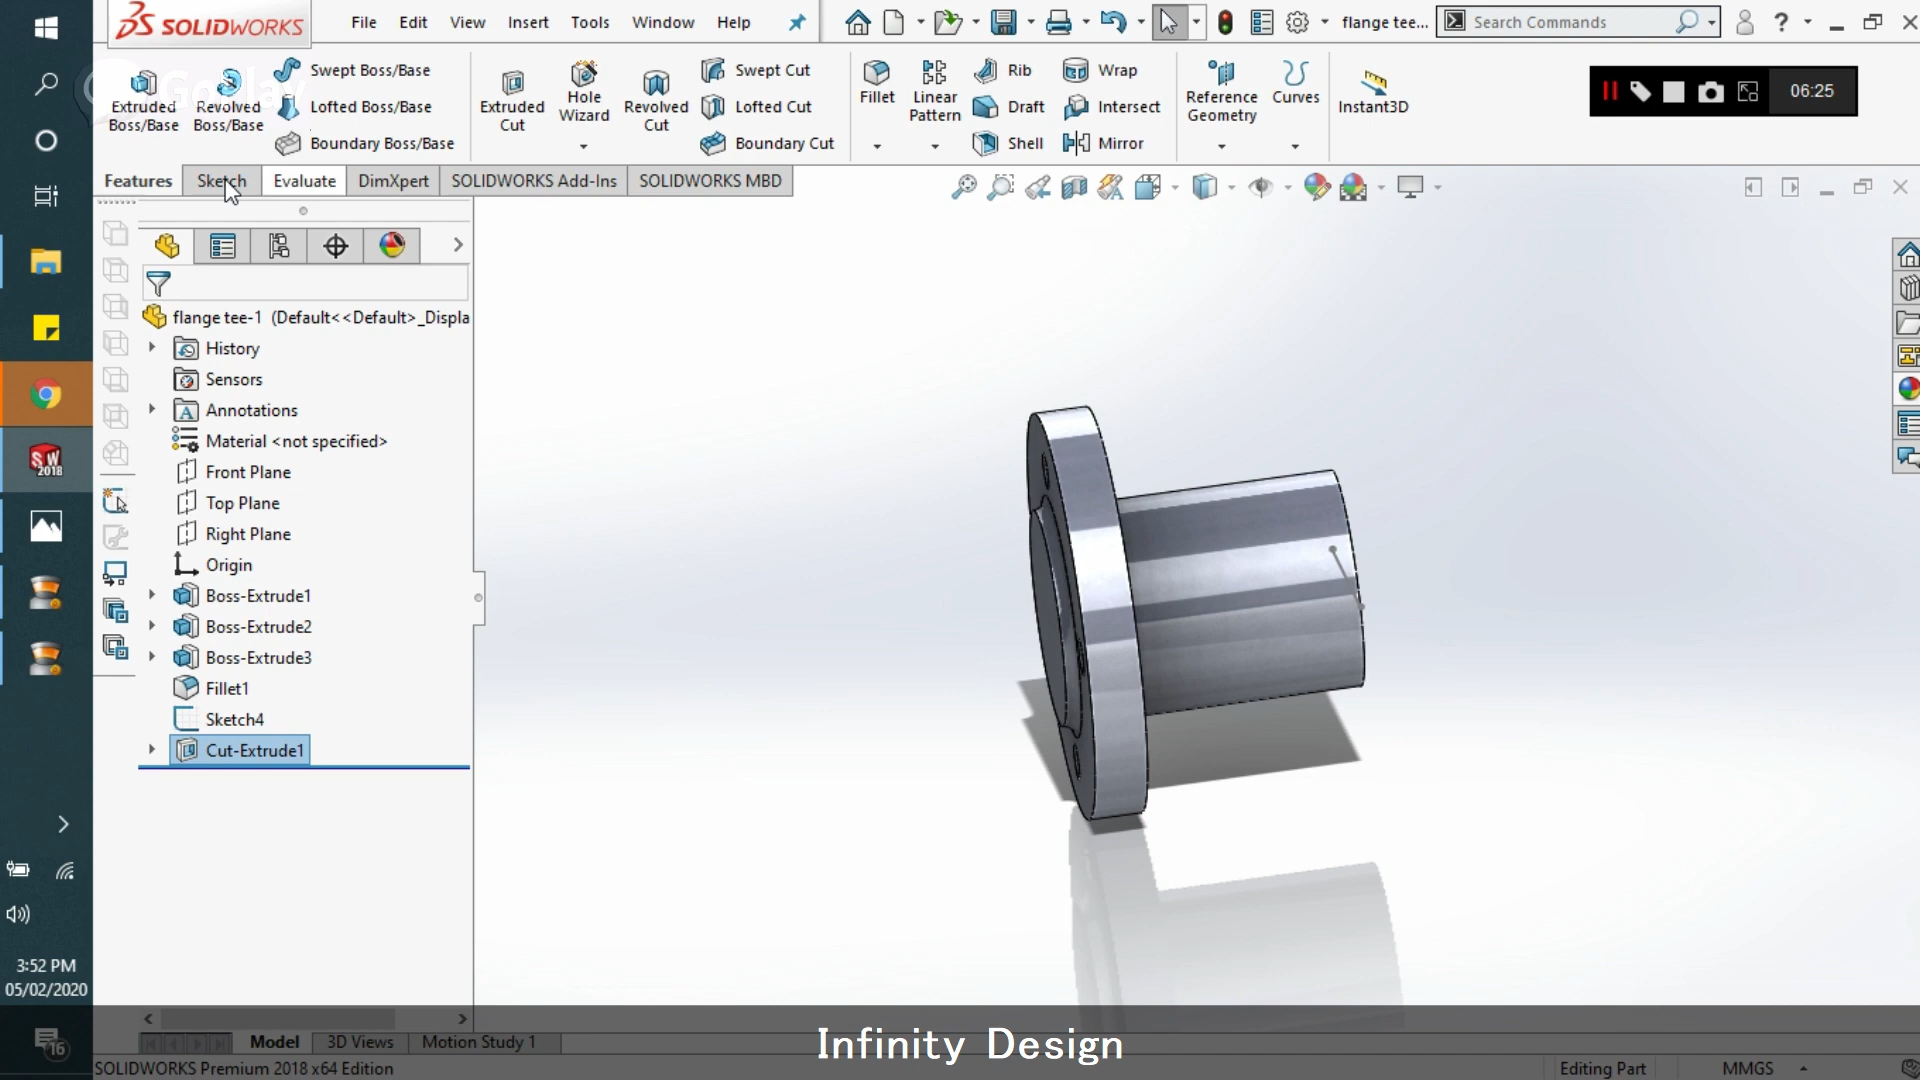 SOLIDWORKS File Edit View Insert Tools Window Help flange tee... Search Commands ?
Extruded Boss/Base
Revolved Boss/Base
Swept Boss/Base
Lofted Boss/Base
Boundary Boss/Base
Extruded Cut
Hole Wizard
Revolved Cut
Swept Cut
Lofted Cut
Boundary Cut
Fillet
Linear Pattern
Rib
Draft
Shell
Wrap
Intersect
Mirror
Reference Geometry
Curves
Instant3D
06:25
Features Sketch Evaluate DimXpert SOLIDWORKS Add-Ins SOLIDWORKS MBD
flange tee-1 (Default<<Default>_Displa
History
Sensors
Annotations
Material <not specified>
Front Plane
Top Plane
Right Plane
Origin
Boss-Extrude1
Boss-Extrude2
Boss-Extrude3
Fillet1
Sketch4
Cut-Extrude1
SW 2018
3:52 PM
05/02/2020
16
Model 3D Views Motion Study 1
Infinity Design
SOLIDWORKS Premium 2018 x64 Edition Editing Part MMGS